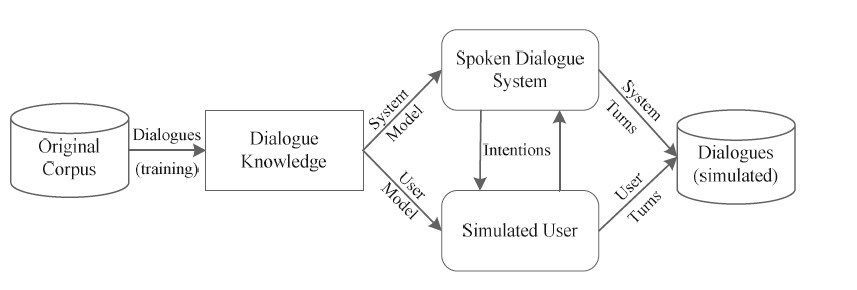 Original
Corpus
Dialogues
(training)
Dialogue
Knowledge
System
Model
User
Model
Spoken Dialogue
System
Intentions
Simulated User
System
Turns
User
Turns
Dialogues
(simulated)